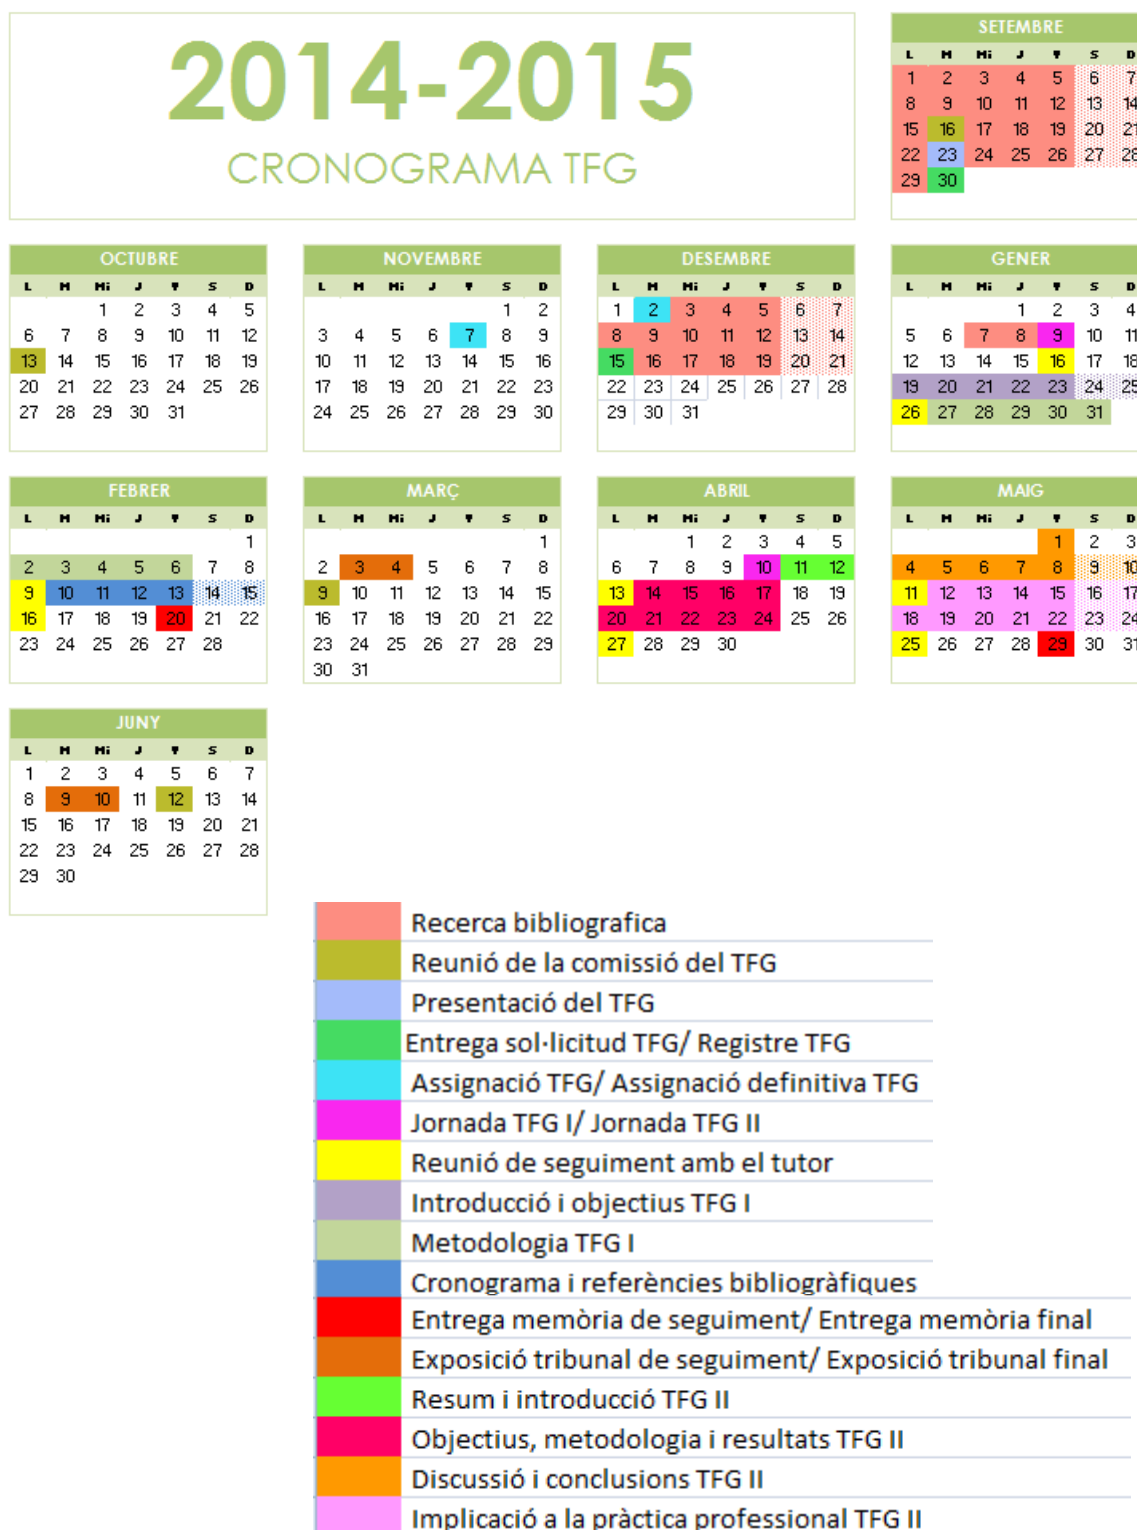 2014-2015
CRONOGRAMA TFG
SETEMBRE
L M Mi J V S D
1 2 3 4 5 6 7
8 9 10 11 12 13 14
15 16 17 18 19 20 21
22 23 24 25 26 27 28
29 30
OCTUBRE
L M Mi J V S D
1 2 3 4 5
6 7 8 9 10 11 12
13 14 15 16 17 18 19
20 21 22 23 24 25 26
27 28 29 30 31
NOVEMBRE
L M Mi J V S D
1 2
3 4 5 6 7 8 9
10 11 12 13 14 15 16
17 18 19 20 21 22 23
24 25 26 27 28 29 30
DESEMBRE
L M Mi J V S D
1 2 3 4 5 6 7
8 9 10 11 12 13 14
15 16 17 18 19 20 21
22 23 24 25 26 27 28
29 30 31
GENER
L M Mi J V S D
1 2 3 4
5 6 7 8 9 10 11
12 13 14 15 16 17 18
19 20 21 22 23 24 25
26 27 28 29 30 31
FEBRER
L M Mi J V S D
1
2 3 4 5 6 7 8
9 10 11 12 13 14 15
16 17 18 19 20 21 22
23 24 25 26 27 28
MARÇ
L M Mi J V S D
1
2 3 4 5 6 7 8
9 10 11 12 13 14 15
16 17 18 19 20 21 22
23 24 25 26 27 28 29
30 31
ABRIL
L M Mi J V S D
1 2 3 4 5
6 7 8 9 10 11 12
13 14 15 16 17 18 19
20 21 22 23 24 25 26
27 28 29 30
MAIG
L M Mi J V S D
1 2 3
4 5 6 7 8 9 10
11 12 13 14 15 16 17
18 19 20 21 22 23 24
25 26 27 28 29 30 31
JUNY
L M Mi J V S D
1 2 3 4 5 6 7
8 9 10 11 12 13 14
15 16 17 18 19 20 21
22 23 24 25 26 27 28
29 30
Recerca bibliografica
Reunió de la comissió del TFG
Presentació del TFG
Entrega sol·licitud TFG/ Registre TFG
Assignació TFG/ Assignació definitiva TFG
Jornada TFG I/ Jornada TFG II
Reunió de seguiment amb el tutor
Introducció i objectius TFG I
Metodologia TFG I
Cronograma i referències bibliogràfiques
Entrega memòria de seguiment/ Entrega memòria final
Exposició tribunal de seguiment/ Exposició tribunal final
Resum i introducció TFG II
Objectius, metodologia i resultats TFG II
Discussió i conclusions TFG II
Implicació a la pràctica professional TFG II